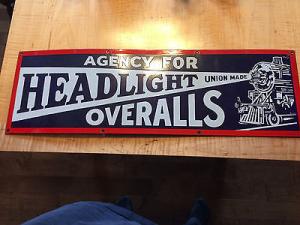 AGENCY FOR
HEADLIGHT
UNION MADE
OVERALLS